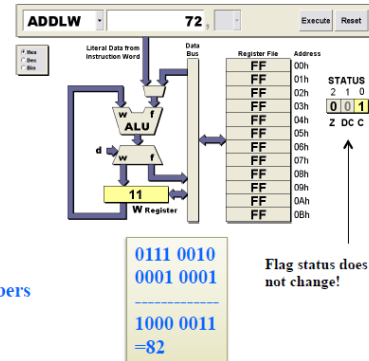 ADDLW 72 , Execute Reset
Hex
Dec
Bin
Literal Data from
Instruction Word
Data
Bus
Register File Address
FF 00h
FF 01h
FF 02h
FF 03h
FF 04h
FF 05h
FF 06h
FF 07h
FF 08h
FF 09h
FF 0Ah
FF 0Bh
STATUS
2 1 0
0 0 1
Z DC C
w f
ALU
d
w f
11
W Register
Flag status does
not change!
bers
0111 0010
0001 0001
-------------
1000 0011
=82